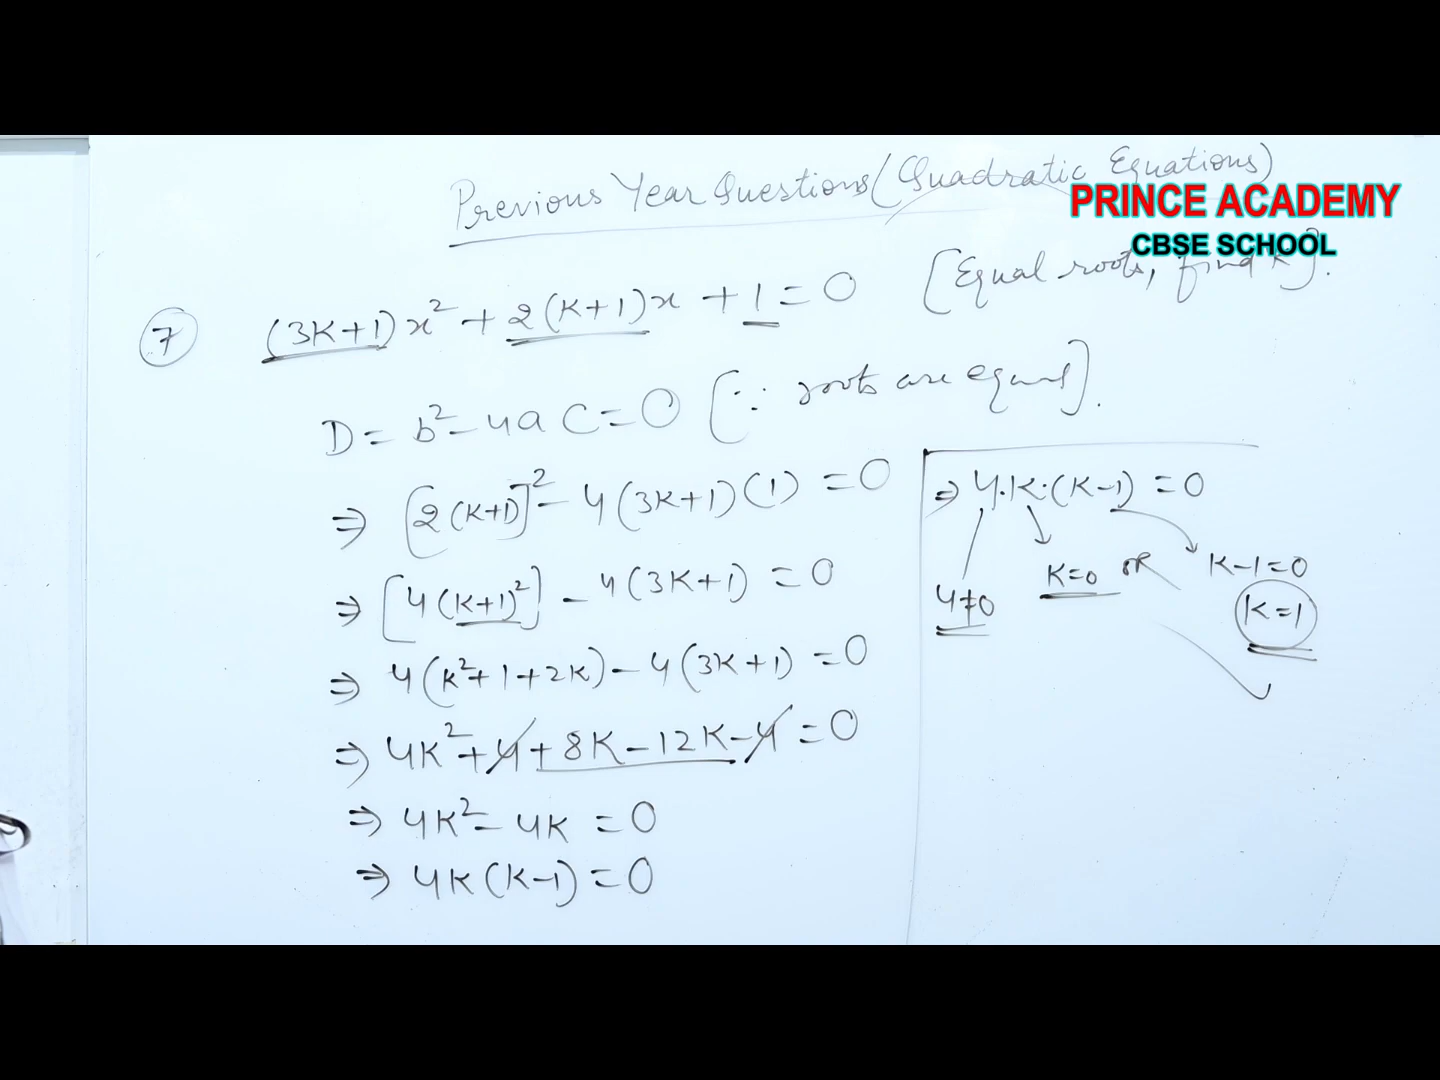 Previous Year Questions (Quadratic Equations)
PRINCE ACADEMY
CBSE SCHOOL
7 (3K+1)x² + 2(K+1)x + 1 = 0 [Equal roots, find K].
D = b² - 4ac = 0 [∵ roots are equal].
⇒ [2(K+1)]² - 4(3K+1)(1) = 0
⇒ [4(K+1)²] - 4(3K+1) = 0
⇒ 4(K²+1+2K) - 4(3K+1) = 0
⇒ 4K²+4+8K-12K-4 = 0
⇒ 4K² - 4K = 0
⇒ 4K(K-1) = 0
⇒ 4·K·(K-1) = 0
4≠0 K=0 or K-1=0
K=1